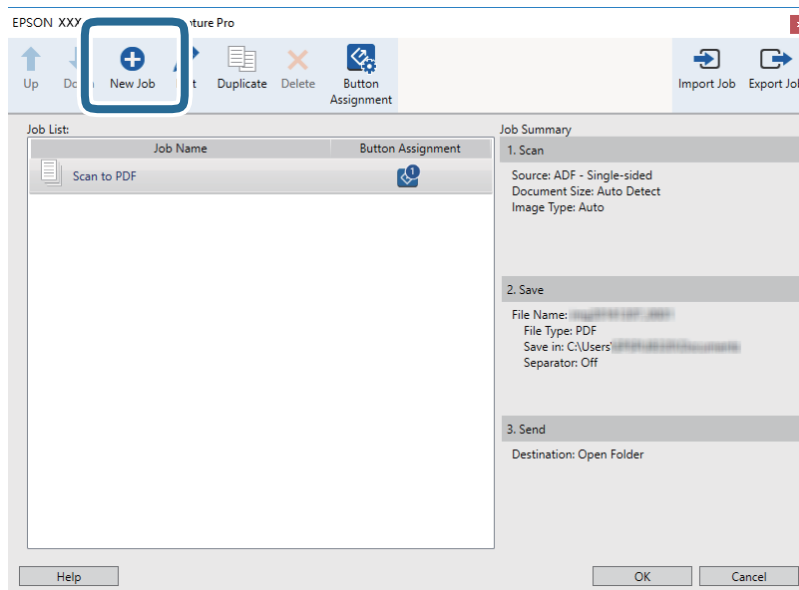 EPSON XXX ture Pro
Up
New Job
Duplicate
Delete
Button
Assignment
Import Job
Export Jo
Job List:
Job Name
Button Assignment
Scan to PDF
1
Job Summary
1. Scan
Source: ADF - Single-sided
Document Size: Auto Detect
Image Type: Auto
2. Save
File Name:
File Type: PDF
Save in: C:\Users\
Separator: Off
3. Send
Destination: Open Folder
Help
OK
Cancel